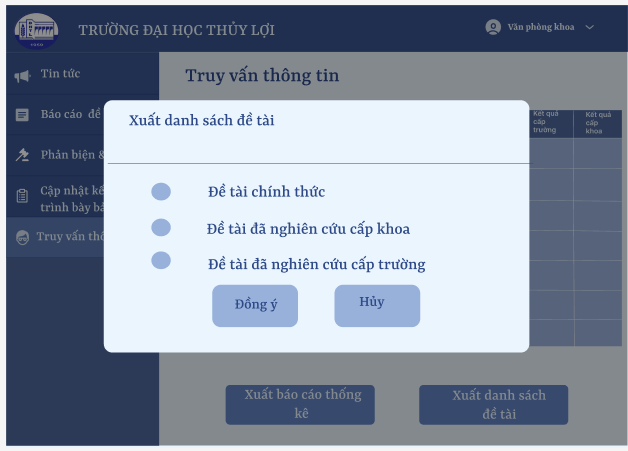 TRƯỜNG ĐẠI HỌC THỦY LỢI
Văn phòng khoa
Tin tức
Truy vấn thông tin
Báo cáo đề
Phản biện &
Cập nhật kế
trình bày bá
Truy vấn thô
Kết quả
cấp
trường
Kết quả
cấp
khoa
Xuất danh sách đề tài
Đề tài chính thức
Đề tài đã nghiên cứu cấp khoa
Đề tài đã nghiên cứu cấp trường
Đồng ý
Hủy
Xuất báo cáo thống
kê
Xuất danh sách
đề tài